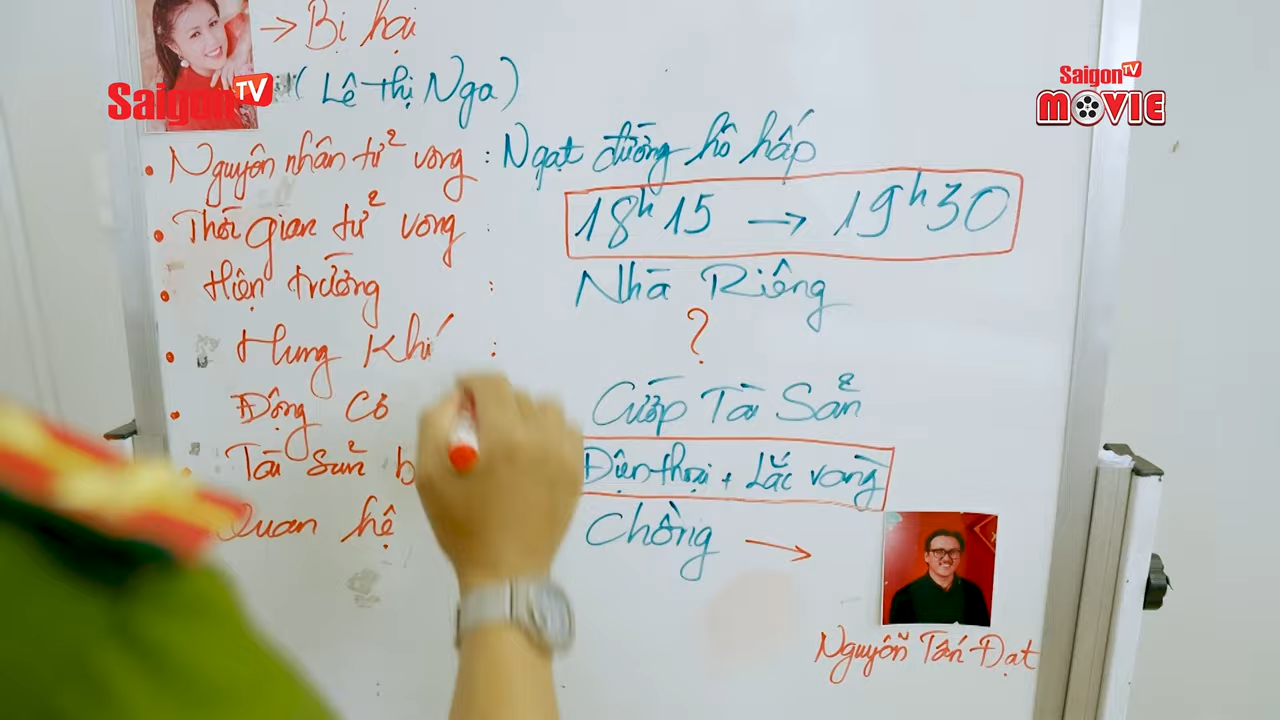 → Bị hại
Saigon TV
(Lê Thị Nga)
Saigon TV
MOVIE
• Nguyên nhân tử vong : Ngạt đường hô hấp
• Thời gian tử vong : 18h15 → 19h30
• Hiện trường : Nhà Riêng
• Hung Khí : ?
• Động Cơ Cướp Tài Sản
• Tài Sản b Điện thoại + Lắc vàng
Quan hệ Chồng →
Nguyễn Tấn Đạt